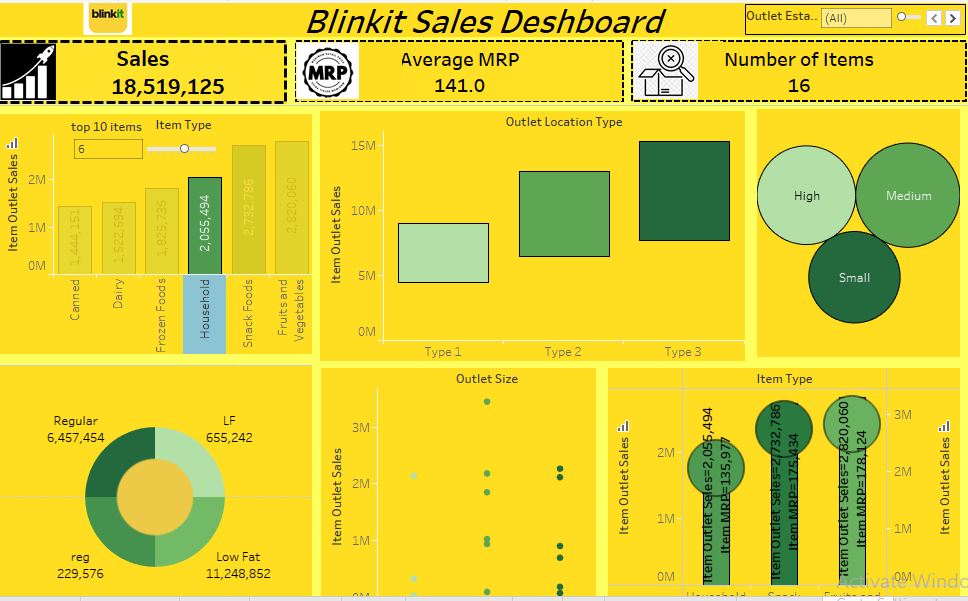 blinkit
Blinkit Sales Deshboard
Outlet Esta..
(All)
Sales
18,519,125
MRP
Average MRP
141.0
Number of Items
16
top 10 items
Item Type
6
Item Outlet Sales
2M
1M
0M
1,444,151
1,522,594
1,825,735
2,055,494
2,732,786
2,820,060
Canned
Dairy
Frozen Foods
Household
Snack Foods
Fruits and
Vegetables
Outlet Location Type
Item Outlet Sales
15M
10M
5M
0M
Type 1
Type 2
Type 3
High
Medium
Small
Regular
6,457,454
LF
655,242
reg
229,576
Low Fat
11,248,852
Outlet Size
Item Outlet Sales
3M
2M
1M
0M
Item Type
Item Outlet Sales
2M
1M
0M
Item Outlet Seles=2,055,494
Item MRP=135,977
Item Outlet Seles=2,732,786
Item MRP=175,434
Item Outlet Seles=2,820,060
Item MRP=178,124
3M
2M
1M
0M
Item Outlet Sales
Household
Snack
Fruits and
Activate Windo